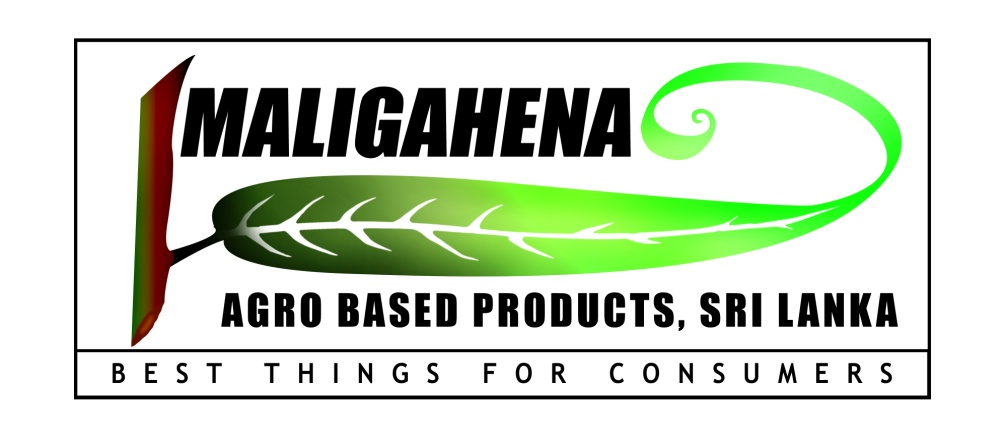 MALIGAHENA
AGRO BASED PRODUCTS, SRI LANKA
BEST THINGS FOR CONSUMERS